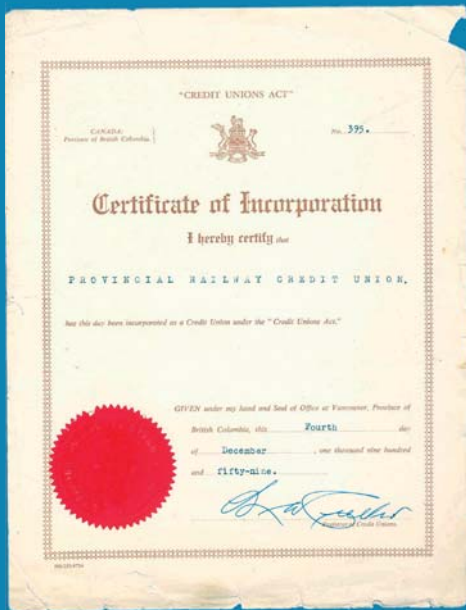 "CREDIT UNIONS ACT"
CANADA:
Province of British Columbia.
No. 395.
Certificate of Incorporation
I hereby certify that
PROVINCIAL RAILWAY CREDIT UNION.
has this day been incorporated as a Credit Union under the "Credit Unions Act."
GIVEN under my hand and Seal of Office at Vancouver, Province of
British Columbia, this Fourth day
of December , one thousand nine hundred
and fifty-nine.
Registrar of Credit Unions.